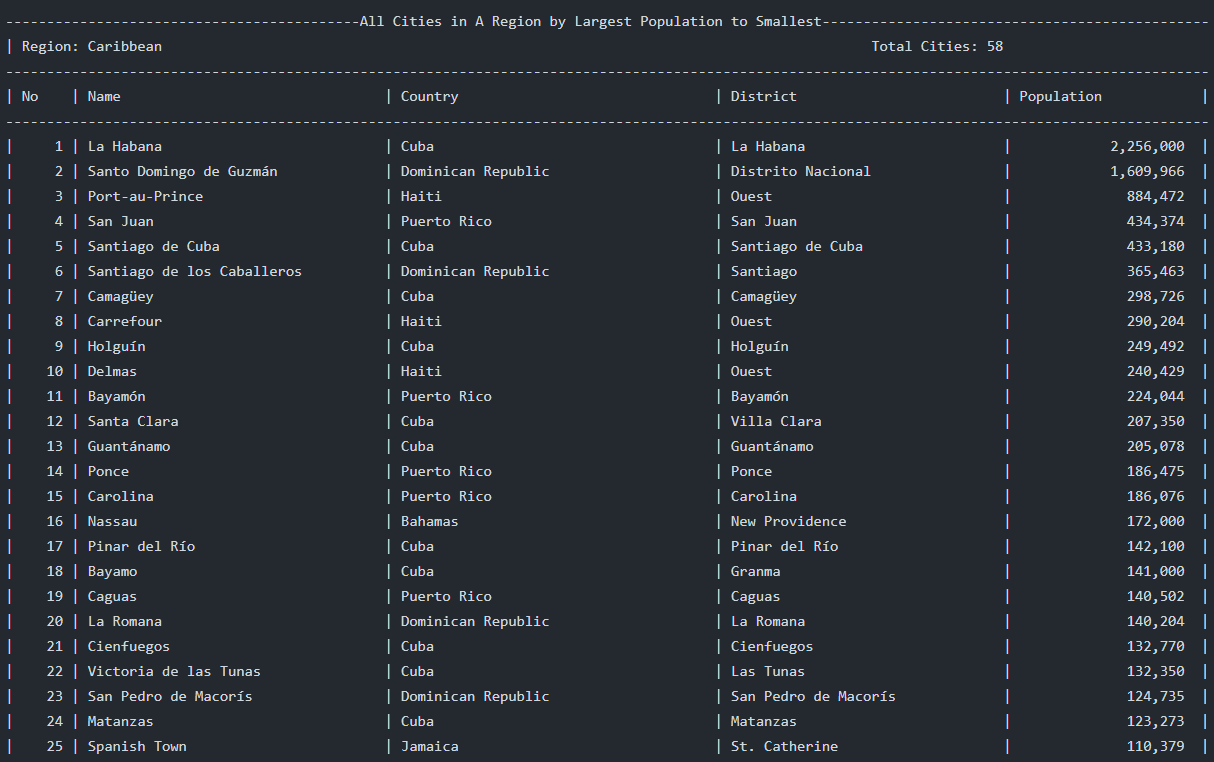 -------------------------------------------All Cities in A Region by Largest Population to Smallest-----------------------------------------------
| Region: Caribbean Total Cities: 58
--------------------------------------------------------------------------------------------------------------------------------------------------
| No | Name | Country | District | Population |
--------------------------------------------------------------------------------------------------------------------------------------------------
| 1 | La Habana | Cuba | La Habana | 2,256,000 |
| 2 | Santo Domingo de Guzmán | Dominican Republic | Distrito Nacional | 1,609,966 |
| 3 | Port-au-Prince | Haiti | Ouest | 884,472 |
| 4 | San Juan | Puerto Rico | San Juan | 434,374 |
| 5 | Santiago de Cuba | Cuba | Santiago de Cuba | 433,180 |
| 6 | Santiago de los Caballeros | Dominican Republic | Santiago | 365,463 |
| 7 | Camagüey | Cuba | Camagüey | 298,726 |
| 8 | Carrefour | Haiti | Ouest | 290,204 |
| 9 | Holguín | Cuba | Holguín | 249,492 |
| 10 | Delmas | Haiti | Ouest | 240,429 |
| 11 | Bayamón | Puerto Rico | Bayamón | 224,044 |
| 12 | Santa Clara | Cuba | Villa Clara | 207,350 |
| 13 | Guantánamo | Cuba | Guantánamo | 205,078 |
| 14 | Ponce | Puerto Rico | Ponce | 186,475 |
| 15 | Carolina | Puerto Rico | Carolina | 186,076 |
| 16 | Nassau | Bahamas | New Providence | 172,000 |
| 17 | Pinar del Río | Cuba | Pinar del Río | 142,100 |
| 18 | Bayamo | Cuba | Granma | 141,000 |
| 19 | Caguas | Puerto Rico | Caguas | 140,502 |
| 20 | La Romana | Dominican Republic | La Romana | 140,204 |
| 21 | Cienfuegos | Cuba | Cienfuegos | 132,770 |
| 22 | Victoria de las Tunas | Cuba | Las Tunas | 132,350 |
| 23 | San Pedro de Macorís | Dominican Republic | San Pedro de Macorís | 124,735 |
| 24 | Matanzas | Cuba | Matanzas | 123,273 |
| 25 | Spanish Town | Jamaica | St. Catherine | 110,379 |